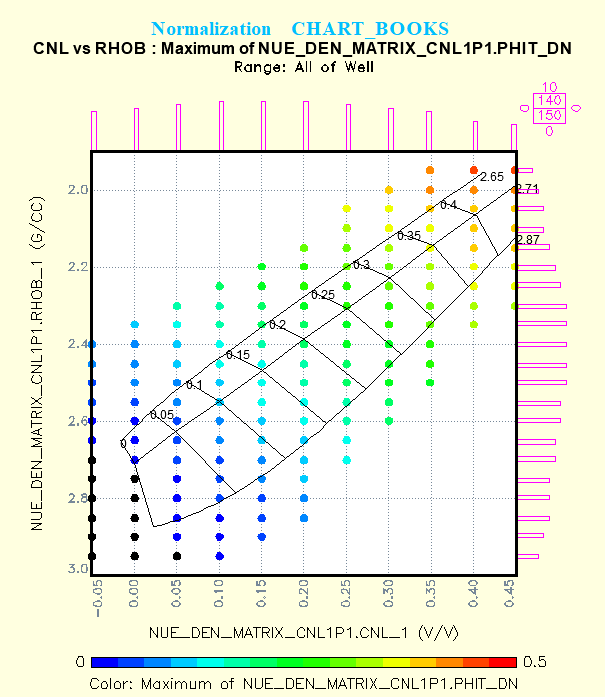 Normalization CHART_BOOKS
CNL vs RHOB : Maximum of NUE_DEN_MATRIX_CNL1P1.PHIT_DN
Range: All of Well
10
0 140 0
150
0
NUE_DEN_MATRIX_CNL1P1.RHOB_1 (G/CC)
2.0
2.2
2.4
2.6
2.8
3.0
2.65
2.71
2.87
0.4
0.35
0.3
0.25
0.2
0.15
0.1
0.05
0
-0.05 0.00 0.05 0.10 0.15 0.20 0.25 0.30 0.35 0.40 0.45
NUE_DEN_MATRIX_CNL1P1.CNL_1 (V/V)
0 0.5
Color: Maximum of NUE_DEN_MATRIX_CNL1P1.PHIT_DN